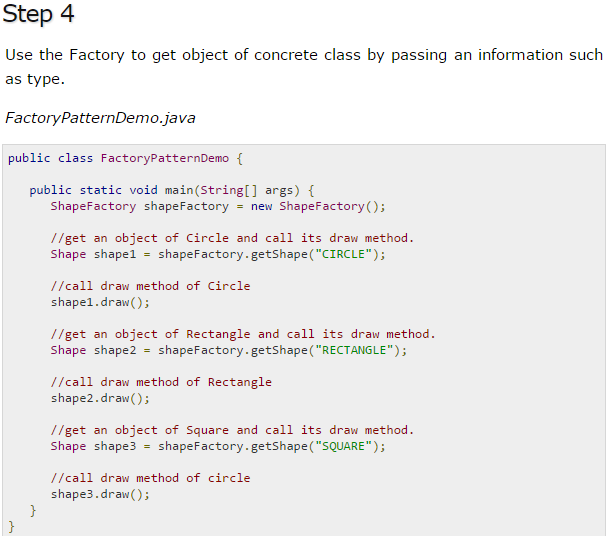 Step 4
Use the Factory to get object of concrete class by passing an information such
as type.
FactoryPatternDemo.java
public class FactoryPatternDemo {
   public static void main(String[] args) {
      ShapeFactory shapeFactory = new ShapeFactory();
      //get an object of Circle and call its draw method.
      Shape shape1 = shapeFactory.getShape("CIRCLE");
      //call draw method of Circle
      shape1.draw();
      //get an object of Rectangle and call its draw method.
      Shape shape2 = shapeFactory.getShape("RECTANGLE");
      //call draw method of Rectangle
      shape2.draw();
      //get an object of Square and call its draw method.
      Shape shape3 = shapeFactory.getShape("SQUARE");
      //call draw method of circle
      shape3.draw();
   }
}